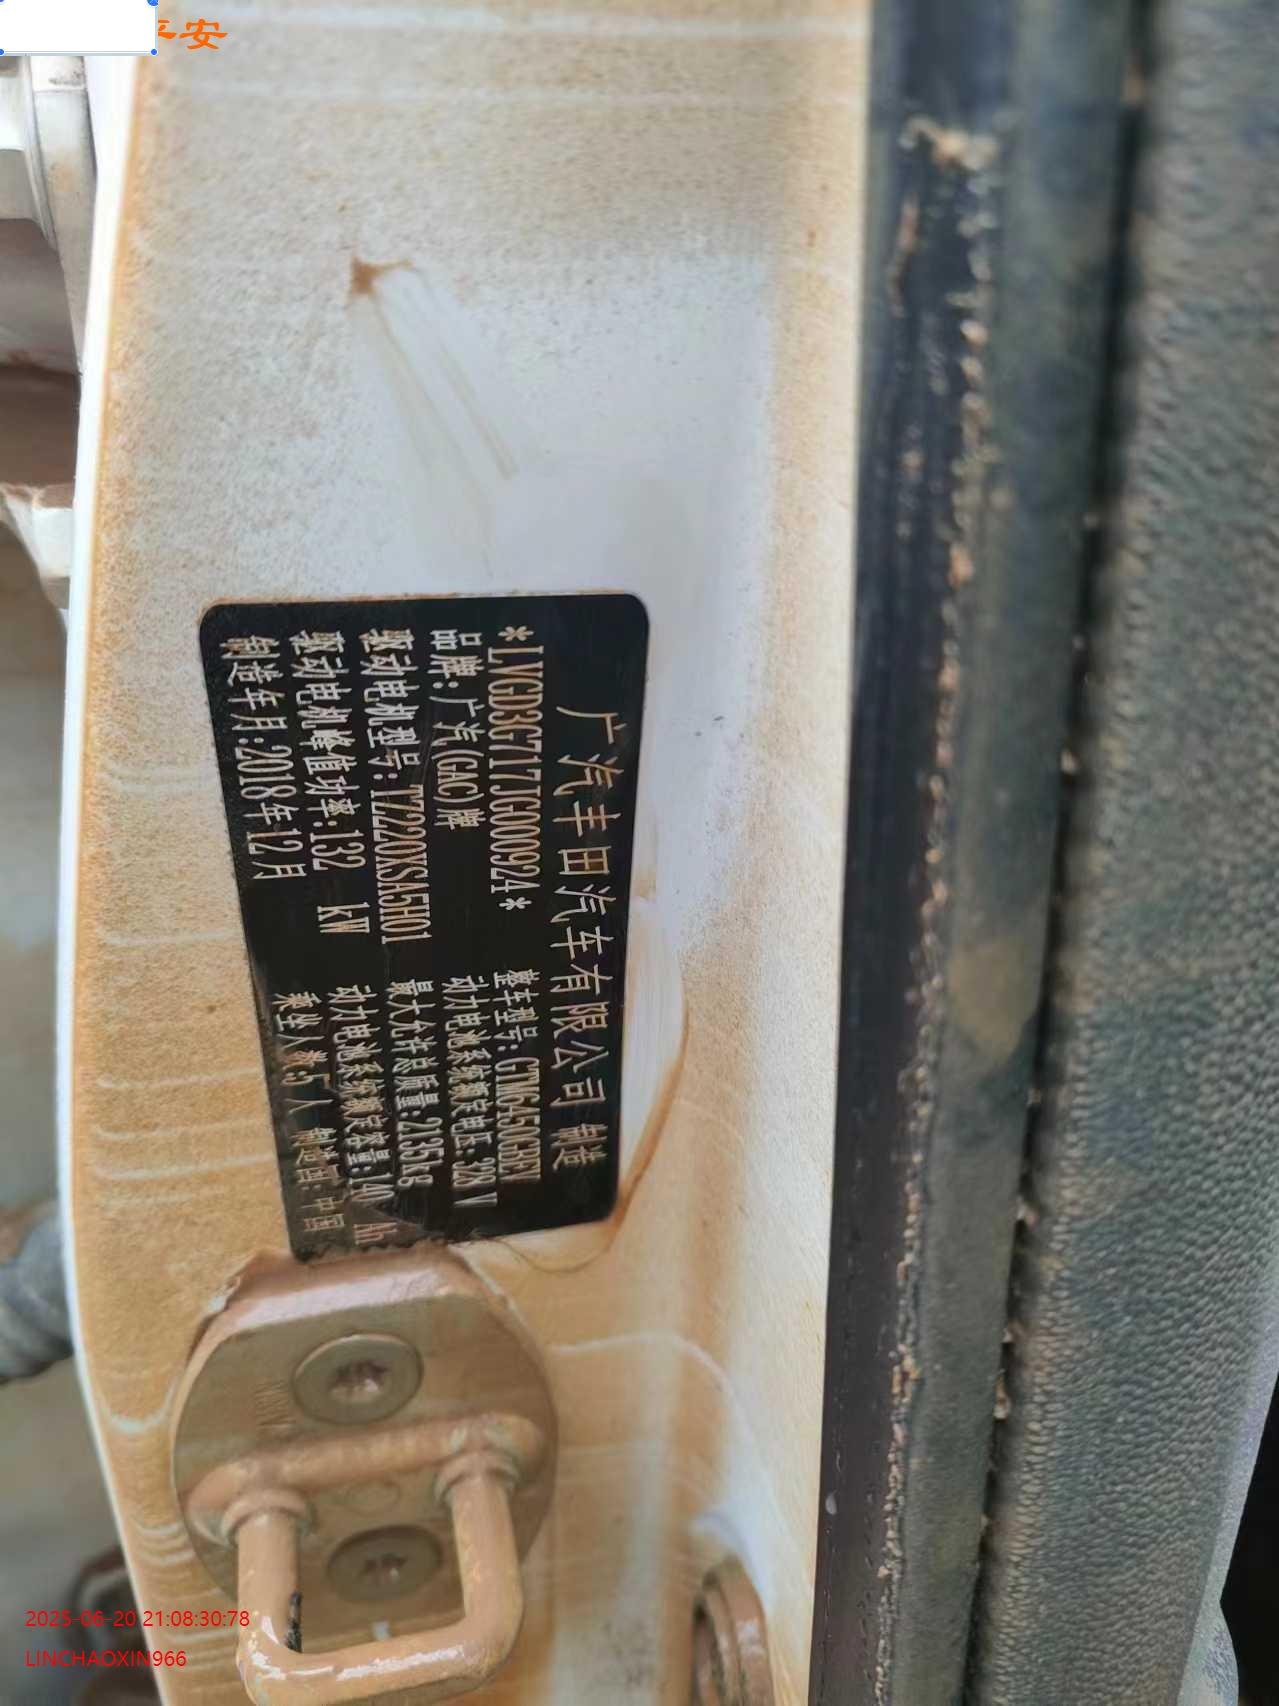 平安
广汽丰田汽车有限公司 制造
*LVGD3G717JG000924* 整车型号:GTM6450GBEV
品牌:广汽(GAC)牌 动力电池系统额定电压:328 V
驱动电机型号:TZ220XSA5H01 最大允许总质量:2135kg
驱动电机峰值功率:132 kW 动力电池系统额定容量:140 Ah
制造年月:2018年12月 乘坐人数:5人 制造国:中国
2025-06-20 21:08:30:78
LINCHAOXIN966